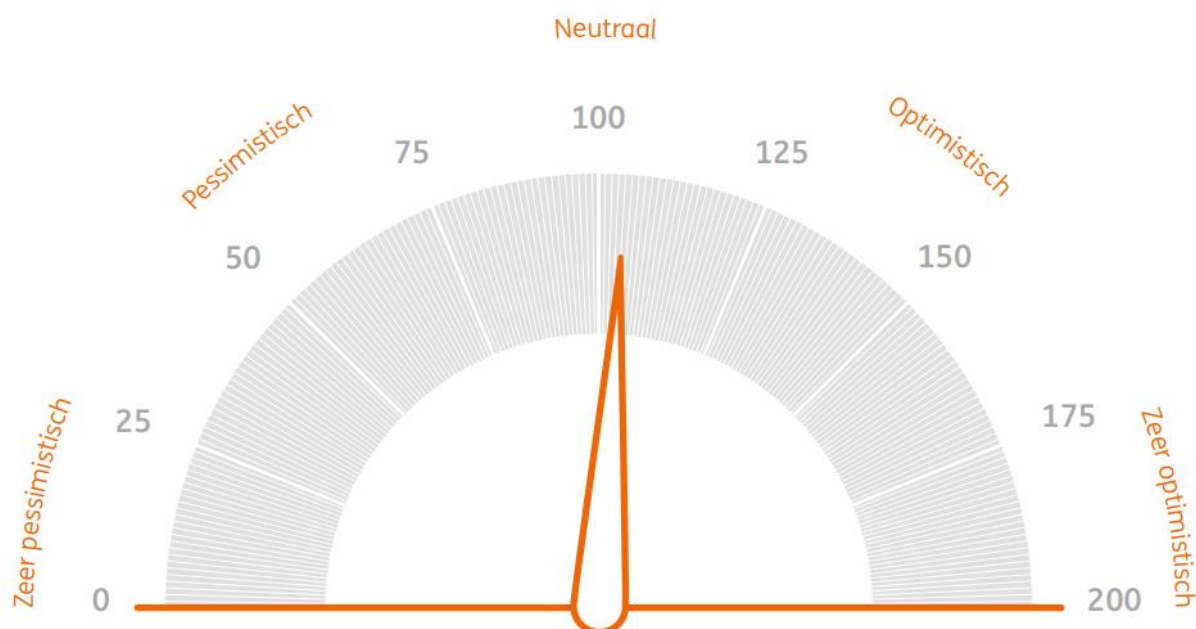 Neutraal
Pessimistisch
Optimistisch
100
75
125
50
150
25
175
Zeer pessimistisch
Zeer optimistisch
0
200